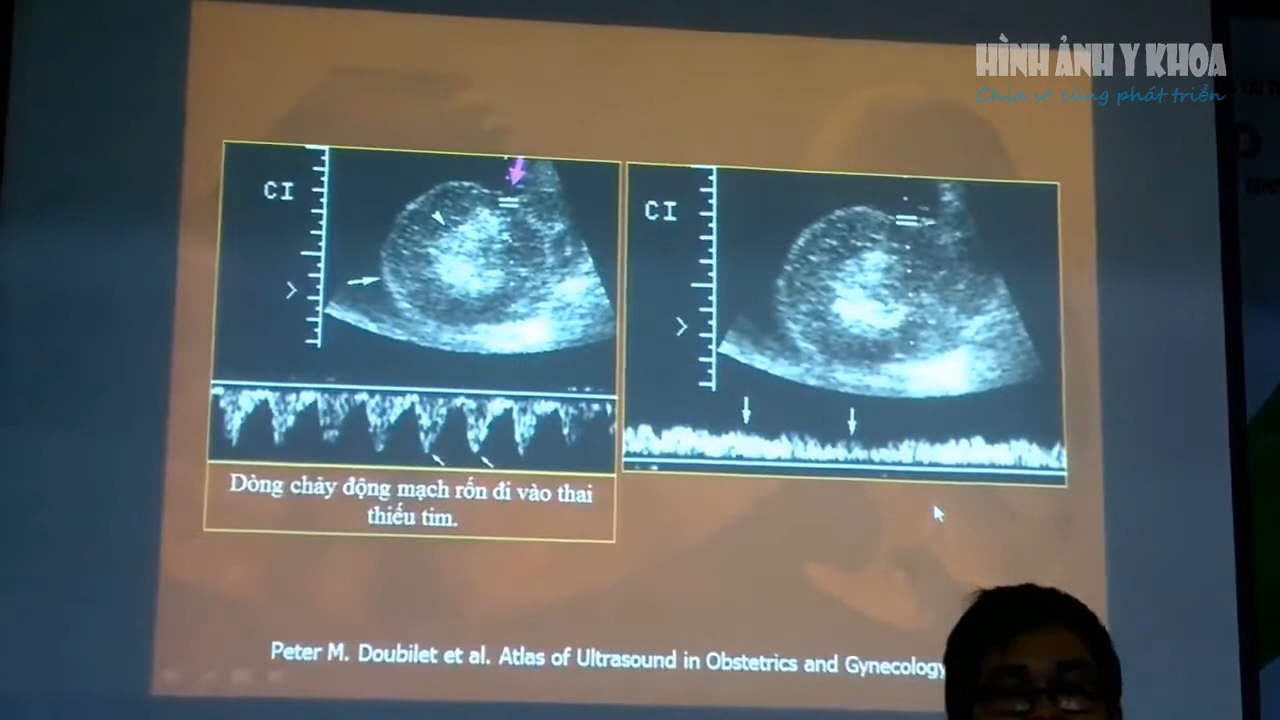 HÌNH ẢNH Y KHOA
Chia sẻ cùng phát triển
CI
CI
Dòng chảy động mạch rốn đi vào thai
thiếu tim.
Peter M. Doubilet et al. Atlas of Ultrasound in Obstetrics and Gynecology